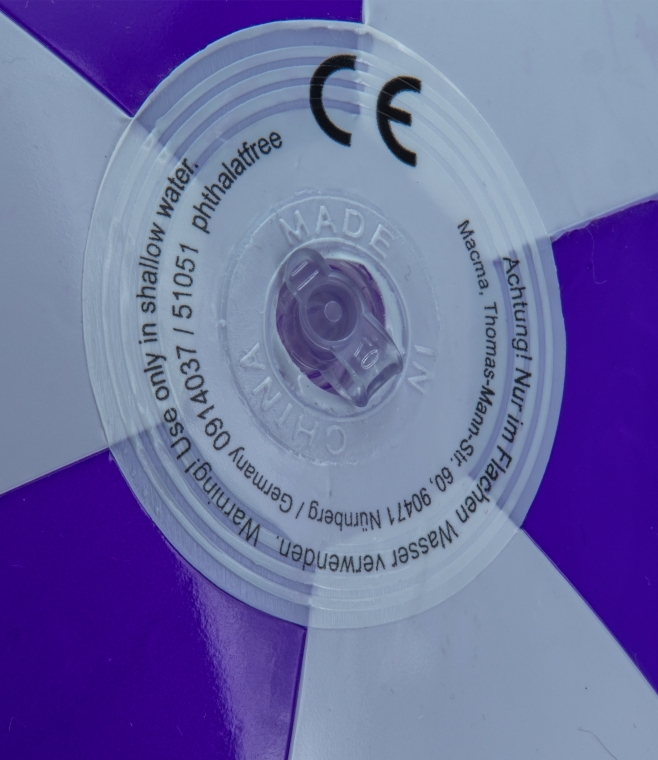 CE
Achtung! Nur im Flachen Wasser verwenden. Warning! Use only in shallow water.
Macma, Thomas-Mann-Str. 60, 90471 Nürnberg / Germany 0914037 / 51051 phthalatfree
MADE IN CHINA